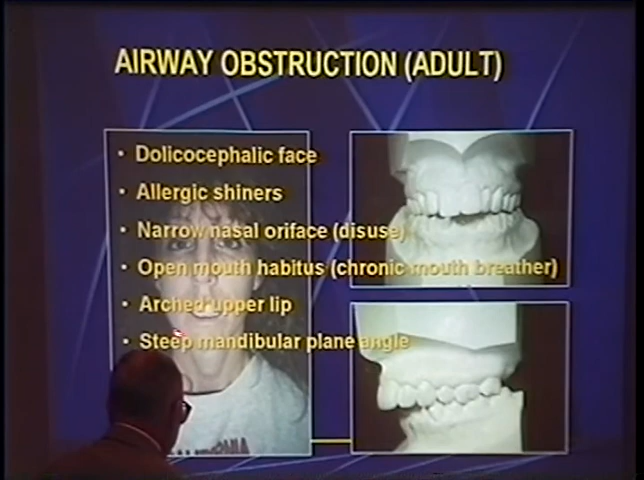 AIRWAY OBSTRUCTION (ADULT)
• Dolicocephalic face
• Allergic shiners
• Narrow nasal oriface (disuse)
• Open mouth habitus (chronic mouth breather)
• Arched upper lip
• Steep mandibular plane angle